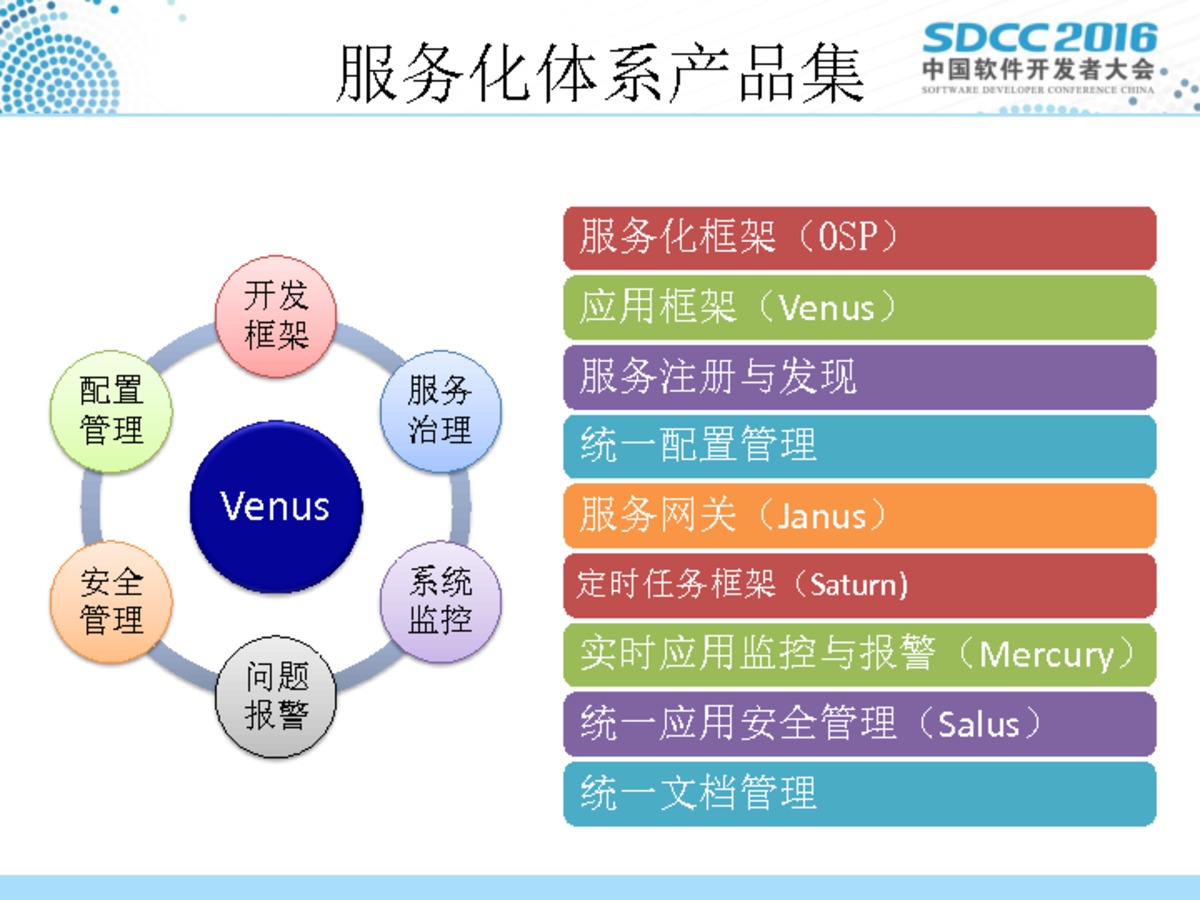 服务化体系产品集
SDCC 2016
中国软件开发者大会
SOFTWARE DEVELOPER CONFERENCE CHINA
开发
框架
配置
管理
服务
治理
Venus
安全
管理
系统
监控
问题
报警
服务化框架（OSP）
应用框架（Venus）
服务注册与发现
统一配置管理
服务网关（Janus）
定时任务框架（Saturn)
实时应用监控与报警（Mercury）
统一应用安全管理（Salus）
统一文档管理